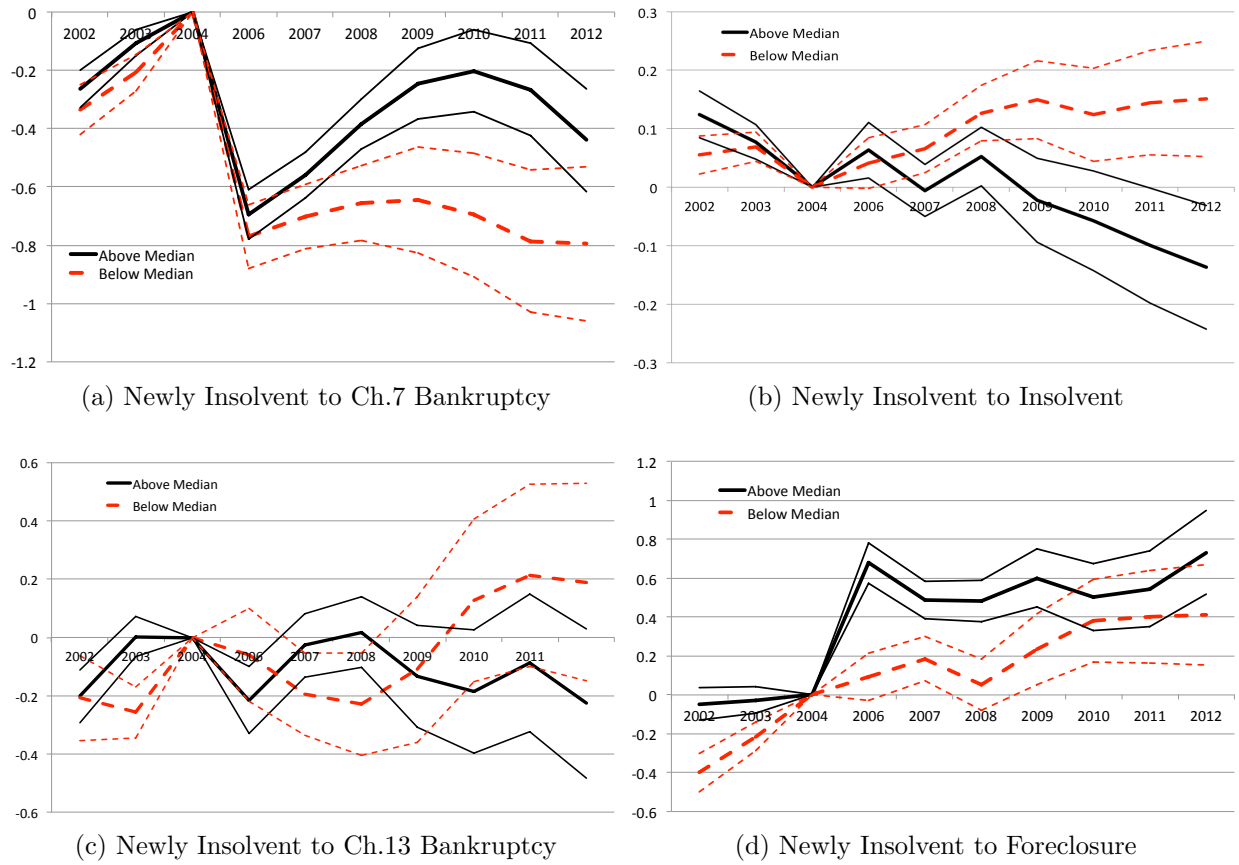 0
2002 2003 2004 2006 2007 2008 2009 2010 2011 2012
-0.2
-0.4
-0.6
-0.8
Above Median
Below Median
-1
-1.2
(a) Newly Insolvent to Ch.7 Bankruptcy
0.3
Above Median
Below Median
0.2
0.1
0
2002 2003 2004 2006 2007 2008 2009 2010 2011 2012
-0.1
-0.2
-0.3
(b) Newly Insolvent to Insolvent
0.6
Above Median
Below Median
0.4
0.2
0
2002 2003 2004 2006 2007 2008 2009 2010 2011
-0.2
-0.4
-0.6
(c) Newly Insolvent to Ch.13 Bankruptcy
1.2
Above Median
Below Median
1
0.8
0.6
0.4
0.2
0
2002 2003 2004 2006 2007 2008 2009 2010 2011 2012
-0.2
-0.4
-0.6
(d) Newly Insolvent to Foreclosure